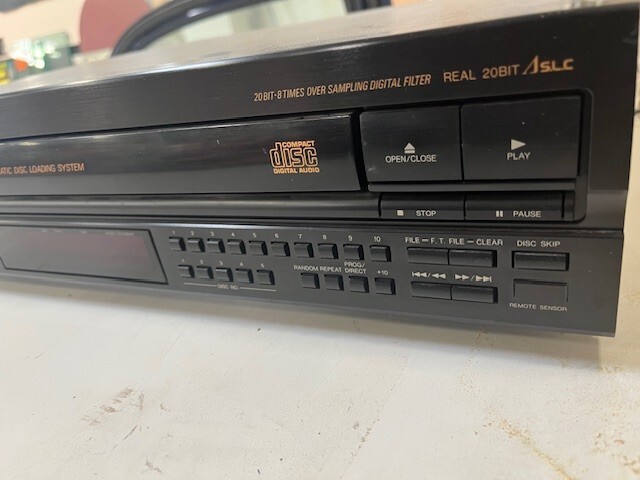 20BIT·8TIMES OVER SAMPLING DIGITAL FILTER REAL 20BIT ΛS.L.C
ATIC DISC LOADING SYSTEM
COMPACT
disc
DIGITAL AUDIO
OPEN/CLOSE
PLAY
STOP
PAUSE
1 2 3 4 5 6 7 8 9 10
FILE — F. T. FILE — CLEAR
DISC SKIP
1 2 3 4 5
DISC NO.
RANDOM REPEAT PROG/DIRECT +10
REMOTE SENSOR